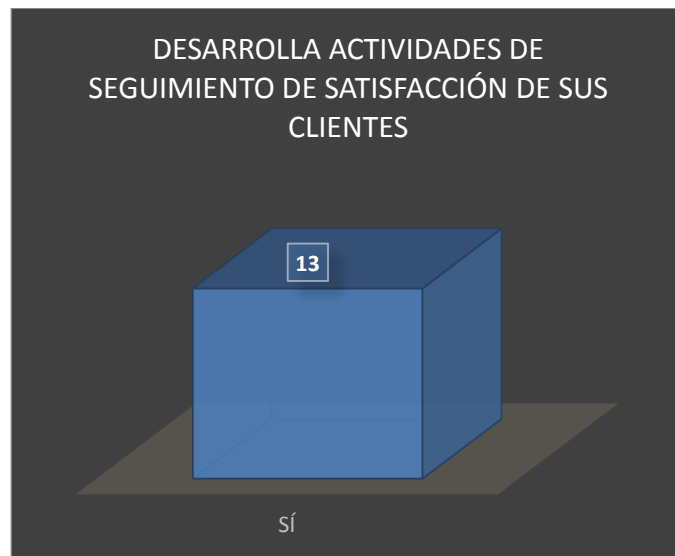 DESARROLLA ACTIVIDADES DE
SEGUIMIENTO DE SATISFACCIÓN DE SUS
CLIENTES
13
SÍ